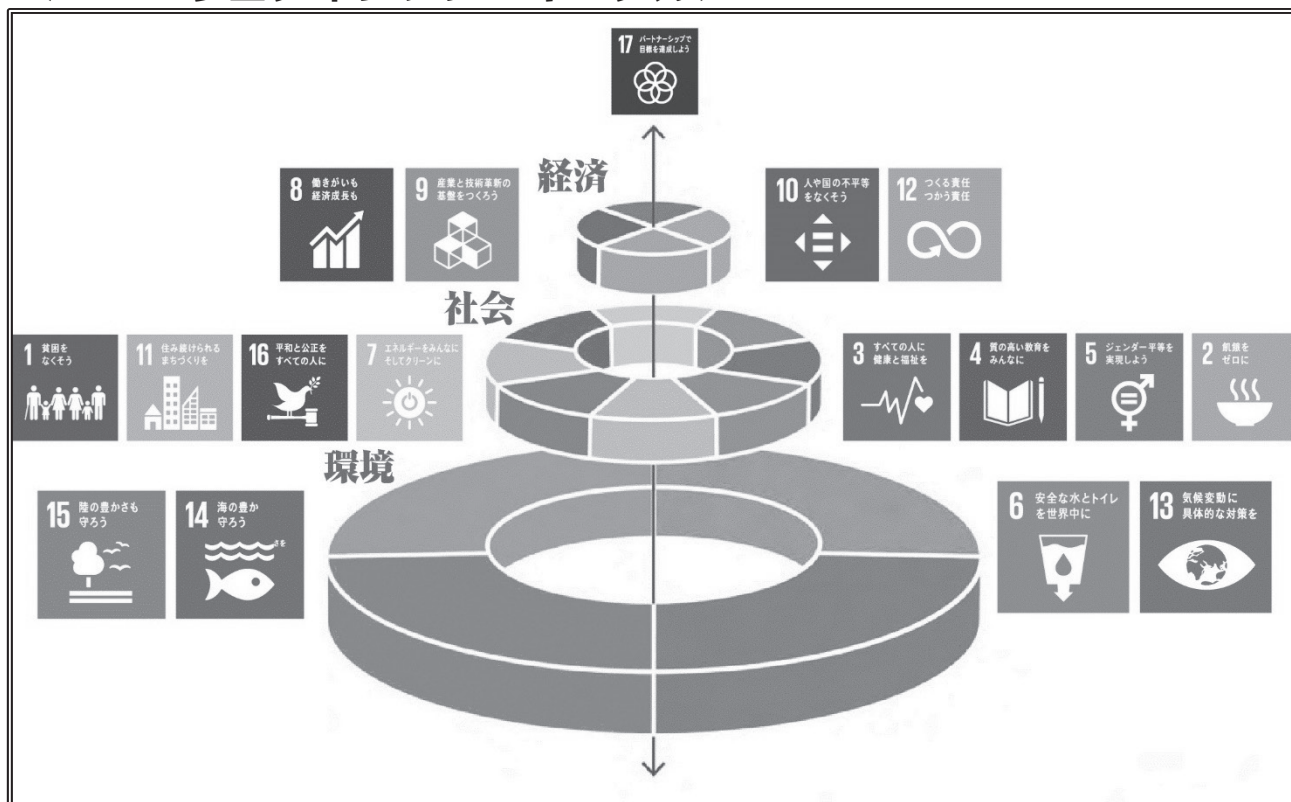 17 パートナーシップで
目標を達成しよう
経済
8 働きがいも
経済成長も
9 産業と技術革新の
基盤をつくろう
10 人や国の不平等
をなくそう
12 つくる責任
つかう責任
社会
1 貧困を
なくそう
11 住み続けられる
まちづくりを
16 平和と公正を
すべての人に
7 エネルギーをみんなに
そしてクリーンに
3 すべての人に
健康と福祉を
4 質の高い教育を
みんなに
5 ジェンダー平等を
実現しよう
2 飢餓を
ゼロに
環境
15 陸の豊かさも
守ろう
14 海の豊か
守ろう
さを
6 安全な水とトイレ
を世界中に
13 気候変動に
具体的な対策を